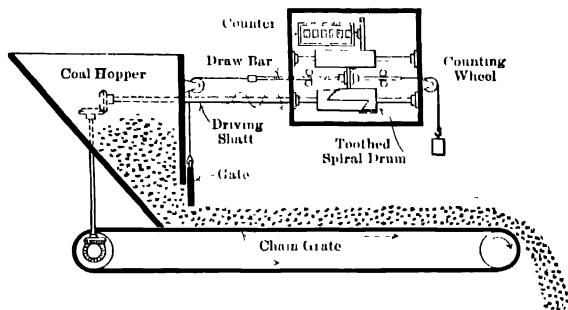 Counter
Draw Bar
Counting
Wheel
Coal Hopper
Driving
Shaft
Toothed
Spiral Drum
Gate
Chain Grate